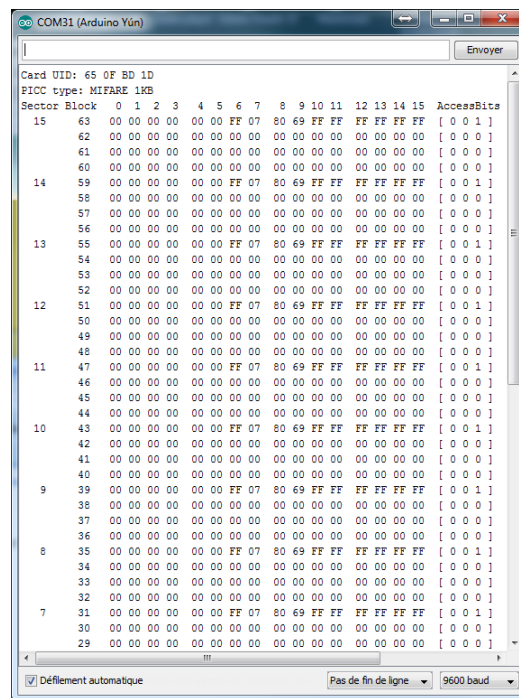 COM31 (Arduino Yún)
Envoyer
Card UID: 65 0F BD 1D
PICC type: MIFARE 1KB
Sector Block 0 1 2 3 4 5 6 7 8 9 10 11 12 13 14 15 AccessBits
15 63 00 00 00 00 00 00 FF 07 80 69 FF FF FF FF FF FF [ 0 0 1 ]
62 00 00 00 00 00 00 00 00 00 00 00 00 00 00 00 00 [ 0 0 0 ]
61 00 00 00 00 00 00 00 00 00 00 00 00 00 00 00 00 [ 0 0 0 ]
60 00 00 00 00 00 00 00 00 00 00 00 00 00 00 00 00 [ 0 0 0 ]
14 59 00 00 00 00 00 00 FF 07 80 69 FF FF FF FF FF FF [ 0 0 1 ]
58 00 00 00 00 00 00 00 00 00 00 00 00 00 00 00 00 [ 0 0 0 ]
57 00 00 00 00 00 00 00 00 00 00 00 00 00 00 00 00 [ 0 0 0 ]
56 00 00 00 00 00 00 00 00 00 00 00 00 00 00 00 00 [ 0 0 0 ]
13 55 00 00 00 00 00 00 FF 07 80 69 FF FF FF FF FF FF [ 0 0 1 ]
54 00 00 00 00 00 00 00 00 00 00 00 00 00 00 00 00 [ 0 0 0 ]
53 00 00 00 00 00 00 00 00 00 00 00 00 00 00 00 00 [ 0 0 0 ]
52 00 00 00 00 00 00 00 00 00 00 00 00 00 00 00 00 [ 0 0 0 ]
12 51 00 00 00 00 00 00 FF 07 80 69 FF FF FF FF FF FF [ 0 0 1 ]
50 00 00 00 00 00 00 00 00 00 00 00 00 00 00 00 00 [ 0 0 0 ]
49 00 00 00 00 00 00 00 00 00 00 00 00 00 00 00 00 [ 0 0 0 ]
48 00 00 00 00 00 00 00 00 00 00 00 00 00 00 00 00 [ 0 0 0 ]
11 47 00 00 00 00 00 00 FF 07 80 69 FF FF FF FF FF FF [ 0 0 1 ]
46 00 00 00 00 00 00 00 00 00 00 00 00 00 00 00 00 [ 0 0 0 ]
45 00 00 00 00 00 00 00 00 00 00 00 00 00 00 00 00 [ 0 0 0 ]
44 00 00 00 00 00 00 00 00 00 00 00 00 00 00 00 00 [ 0 0 0 ]
10 43 00 00 00 00 00 00 FF 07 80 69 FF FF FF FF FF FF [ 0 0 1 ]
42 00 00 00 00 00 00 00 00 00 00 00 00 00 00 00 00 [ 0 0 0 ]
41 00 00 00 00 00 00 00 00 00 00 00 00 00 00 00 00 [ 0 0 0 ]
40 00 00 00 00 00 00 00 00 00 00 00 00 00 00 00 00 [ 0 0 0 ]
9 39 00 00 00 00 00 00 FF 07 80 69 FF FF FF FF FF FF [ 0 0 1 ]
38 00 00 00 00 00 00 00 00 00 00 00 00 00 00 00 00 [ 0 0 0 ]
37 00 00 00 00 00 00 00 00 00 00 00 00 00 00 00 00 [ 0 0 0 ]
36 00 00 00 00 00 00 00 00 00 00 00 00 00 00 00 00 [ 0 0 0 ]
8 35 00 00 00 00 00 00 FF 07 80 69 FF FF FF FF FF FF [ 0 0 1 ]
34 00 00 00 00 00 00 00 00 00 00 00 00 00 00 00 00 [ 0 0 0 ]
33 00 00 00 00 00 00 00 00 00 00 00 00 00 00 00 00 [ 0 0 0 ]
32 00 00 00 00 00 00 00 00 00 00 00 00 00 00 00 00 [ 0 0 0 ]
7 31 00 00 00 00 00 00 FF 07 80 69 FF FF FF FF FF FF [ 0 0 1 ]
30 00 00 00 00 00 00 00 00 00 00 00 00 00 00 00 00 [ 0 0 0 ]
29 00 00 00 00 00 00 00 00 00 00 00 00 00 00 00 00 [ 0 0 0 ]
Défilement automatique
Pas de fin de ligne
9600 baud